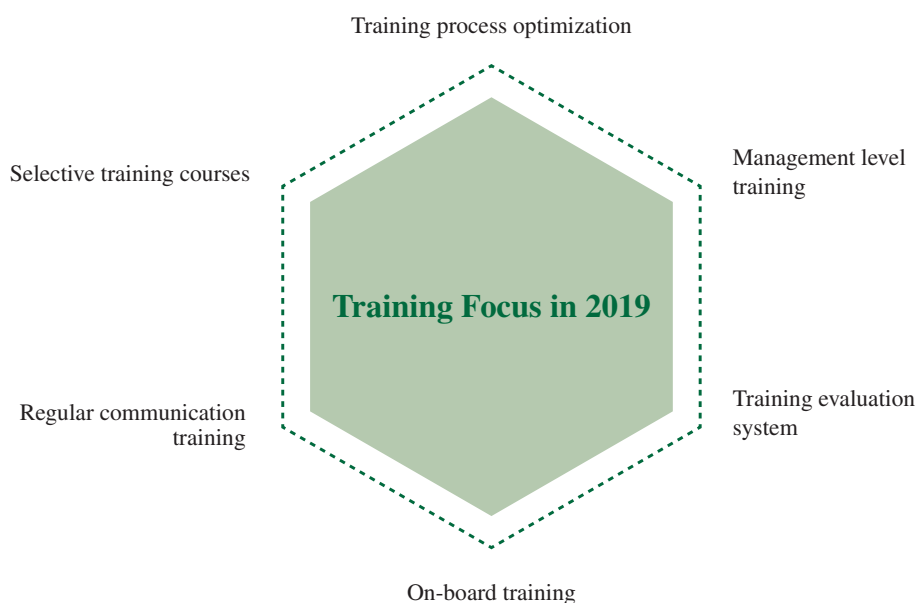 Training process optimization
Selective training courses
Management level
training
Training Focus in 2019
Regular communication
training
Training evaluation
system
On-board training